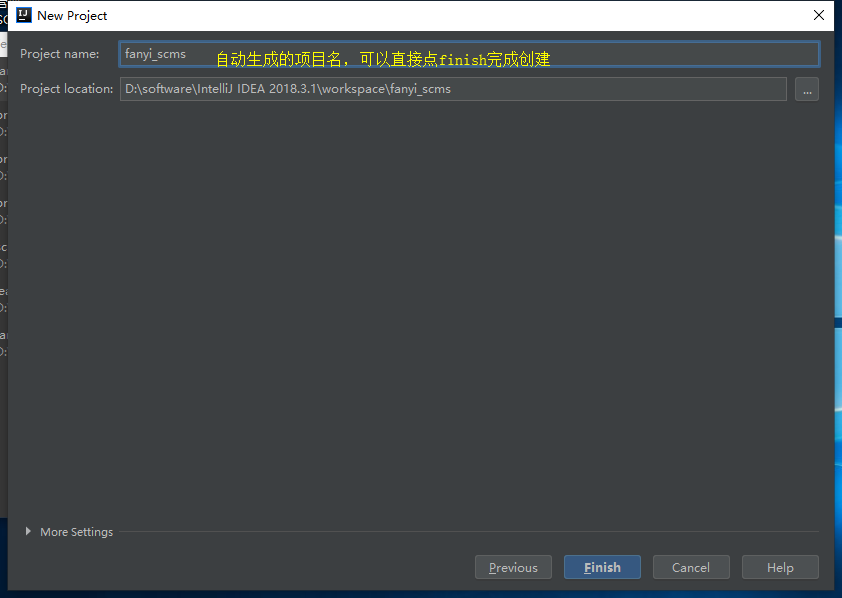 New Project
Project name: fanyi_scms 自动生成的项目名，可以直接点finish完成创建
Project location: D:\software\IntelliJ IDEA 2018.3.1\workspace\fanyi_scms ...
More Settings
Previous Finish Cancel Help